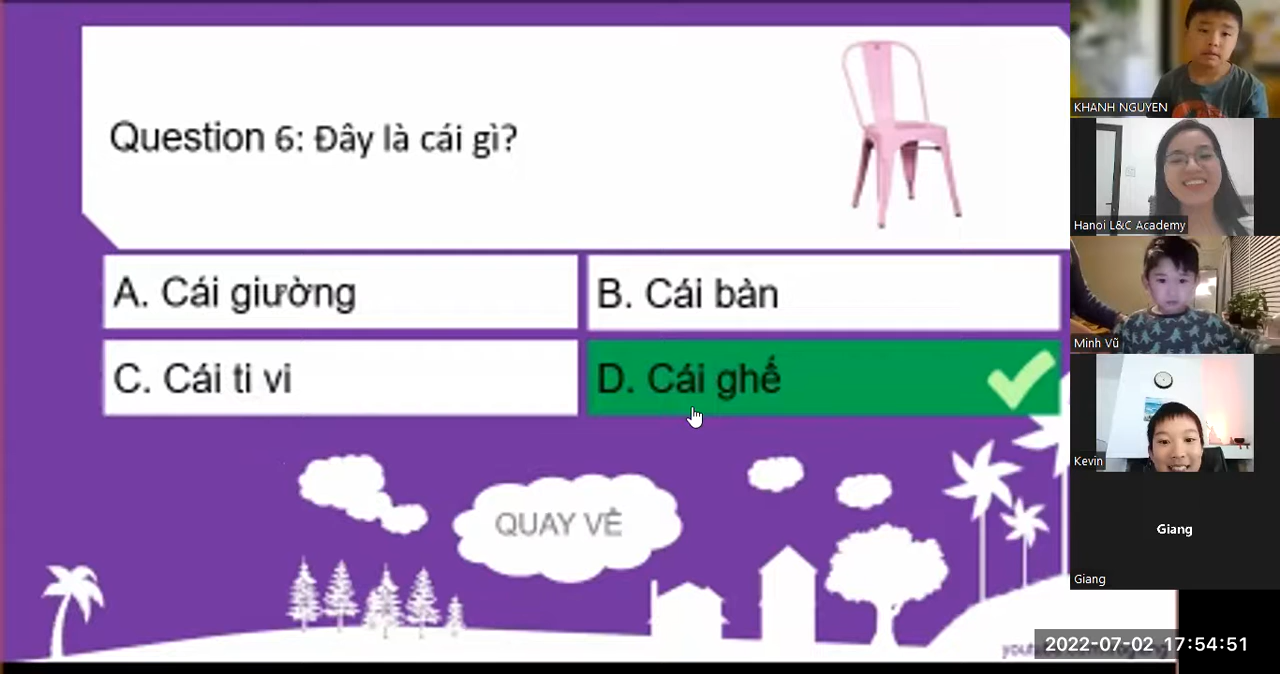 Question 6: Đây là cái gì?
A. Cái giường
B. Cái bàn
C. Cái ti vi
D. Cái ghế
QUAY VỀ
KHANH NGUYEN
Hanoi L&C Academy
Minh Vũ
Kevin
Giang
Giang
2022-07-02 17:54:51